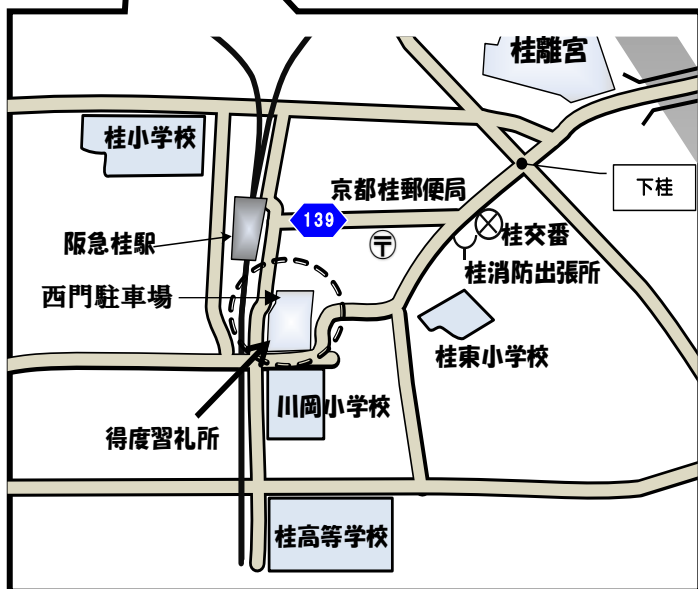 桂離宮
桂小学校
京都桂郵便局
下桂
139
桂交番
阪急桂駅
〒
桂消防出張所
西門駐車場
桂東小学校
川岡小学校
得度習礼所
桂高等学校